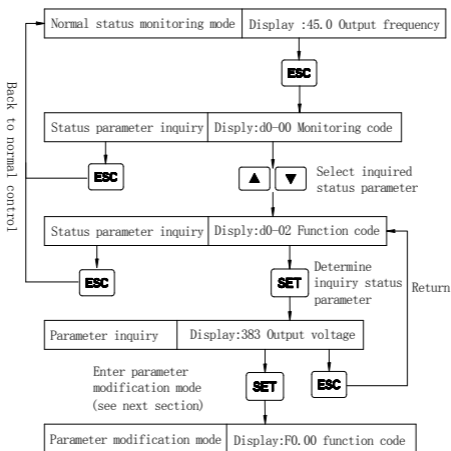 Normal status monitoring mode Display :45.0 Output frequency
ESC
Back to normal control
Status parameter inquiry Disply:d0-00 Monitoring code
ESC
▲ ▼
Select inquired
status parameter
Status parameter inquiry Disply:d0-02 Function code
ESC
SET
Determine
inquiry status
parameter
Return
Parameter inquiry Display:383 Output voltage
Enter parameter
modification mode
(see next section)
SET
ESC
Parameter modification mode Display:F0.00 function code